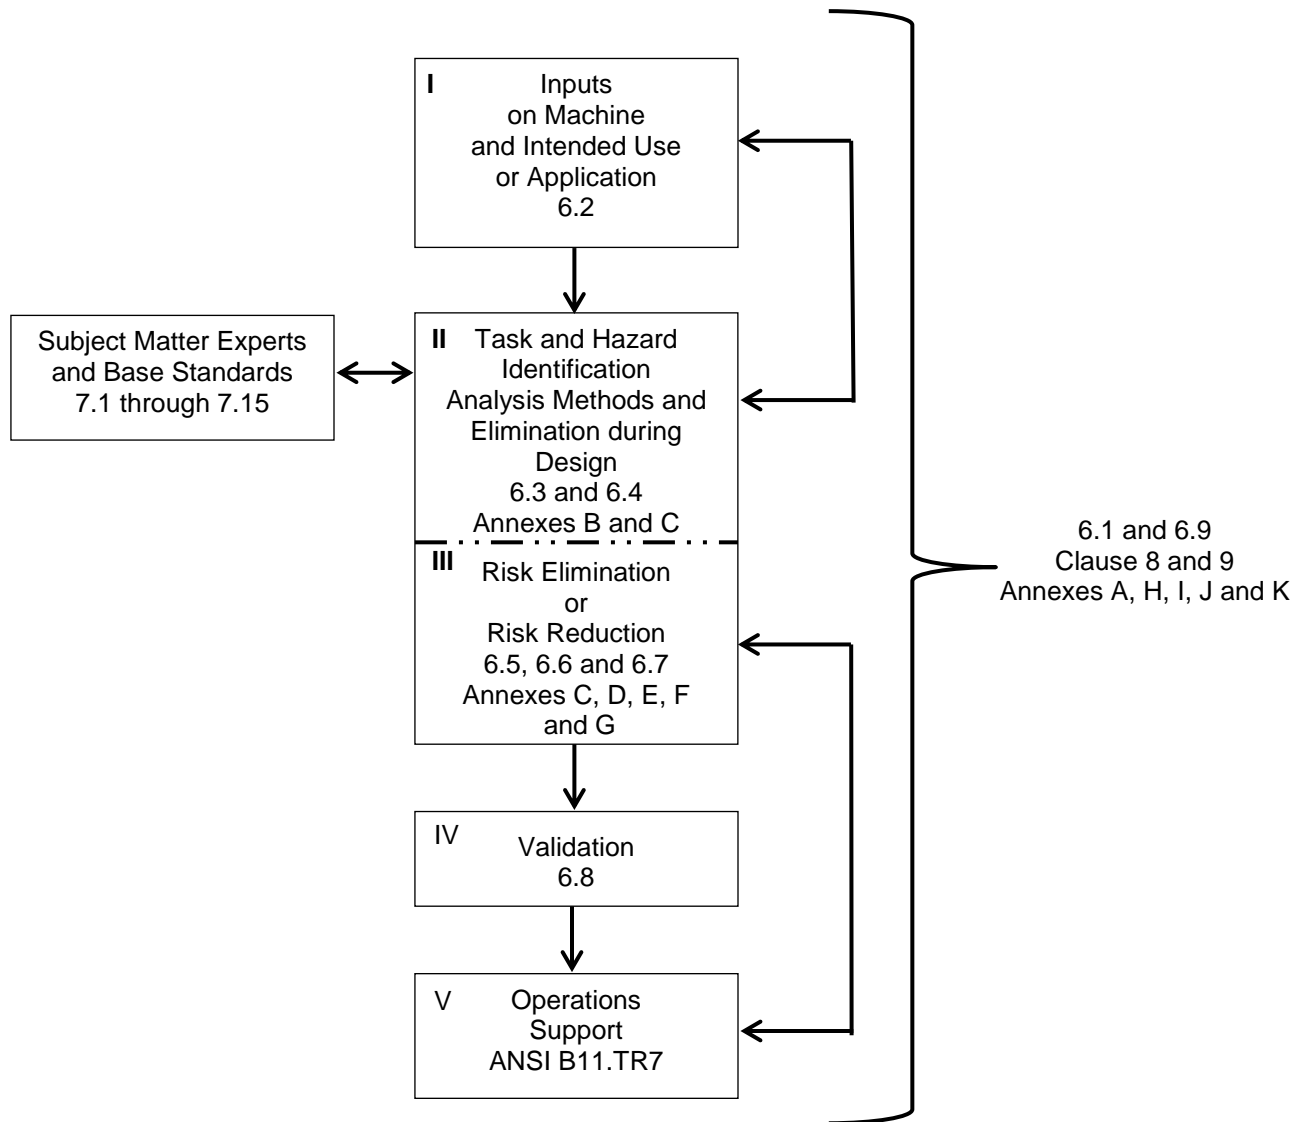 I
Inputs
on Machine
and Intended Use
or Application
6.2
Subject Matter Experts
and Base Standards
7.1 through 7.15
II Task and Hazard
Identification
Analysis Methods and
Elimination during
Design
6.3 and 6.4
Annexes B and C
III
Risk Elimination
or
Risk Reduction
6.5, 6.6 and 6.7
Annexes C, D, E, F
and G
IV
Validation
6.8
V
Operations
Support
ANSI B11.TR7
6.1 and 6.9
Clause 8 and 9
Annexes A, H, I, J and K